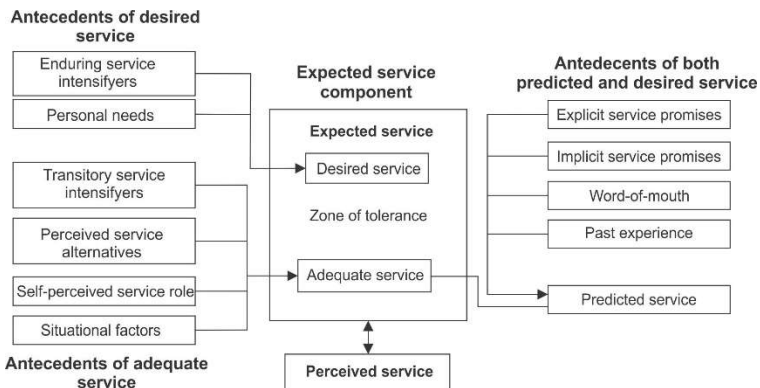 Antecedents of desired
service
Enduring service
intensifyers
Personal needs
Transitory service
intensifyers
Perceived service
alternatives
Self-perceived service role
Situational factors
Antecedents of adequate
service
Expected service
component
Expected service
Desired service
Zone of tolerance
Adequate service
Perceived service
Antedecents of both
predicted and desired service
Explicit service promises
Implicit service promises
Word-of-mouth
Past experience
Predicted service